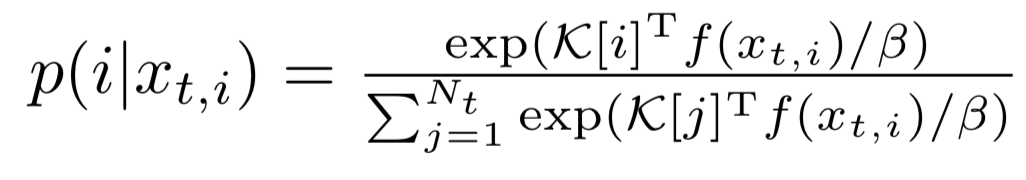 p(i|x_{t,i}) = \frac{\exp(\mathcal{K}[i]^{\mathrm{T}} f(x_{t,i})/\beta)}{\sum_{j=1}^{N_t} \exp(\mathcal{K}[j]^{\mathrm{T}} f(x_{t,i})/\beta)}